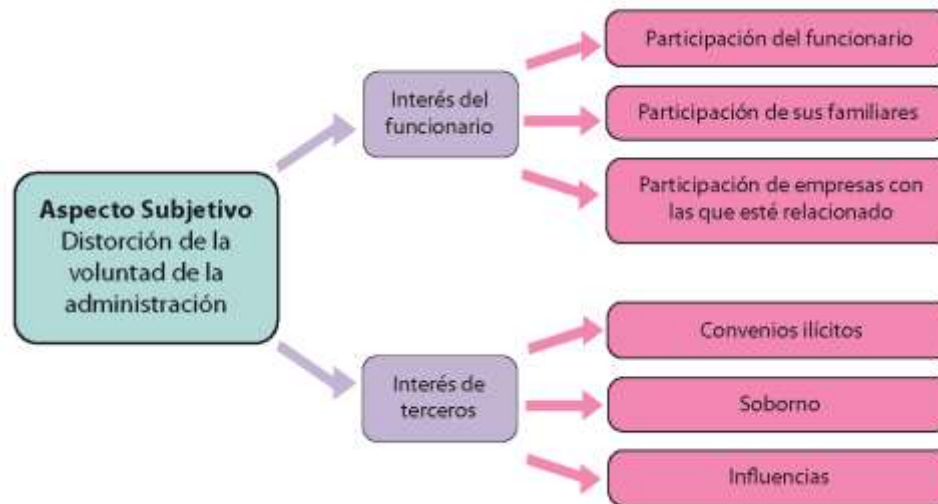 Aspecto Subjetivo
Distorción de la
voluntad de la
administración
Interés del
funcionario
Participación del funcionario
Participación de sus familiares
Participación de empresas con
las que esté relacionado
Interés de
terceros
Convenios ilícitos
Soborno
Influencias